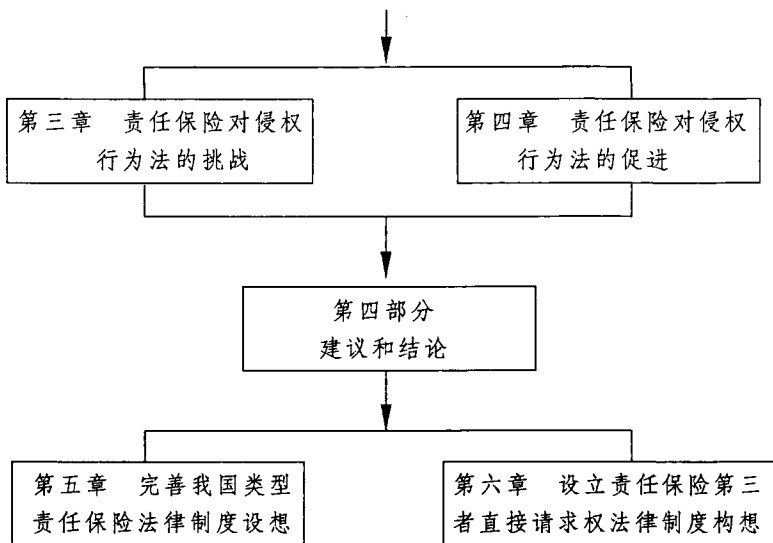 第三章 责任保险对侵权
行为法的挑战
第四章 责任保险对侵权
行为法的促进
第四部分
建议和结论
第五章 完善我国类型
责任保险法律制度设想
第六章 设立责任保险第三
者直接请求权法律制度构想